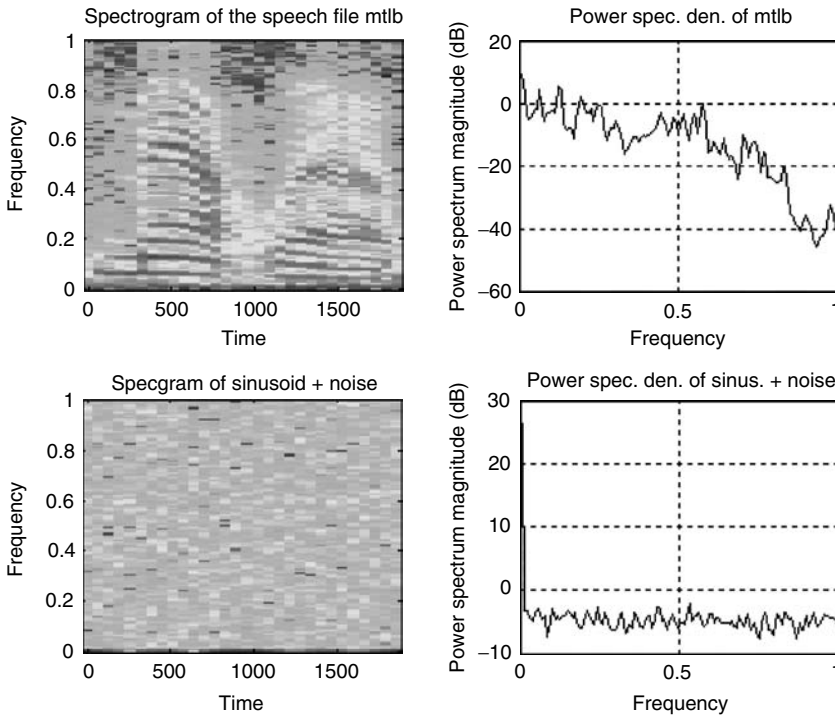 Spectrogram of the speech file mtlb
1
0.8
0.6
0.4
0.2
0
Frequency
0 500 1000 1500
Time
Power spec. den. of mtlb
20
0
−20
−40
−60
Power spectrum magnitude (dB)
0 0.5 1
Frequency
Specgram of sinusoid + noise
1
0.8
0.6
0.4
0.2
0
Frequency
0 500 1000 1500
Time
Power spec. den. of sinus. + noise
30
20
10
0
−10
Power spectrum magnitude (dB)
0 0.5 1
Frequency